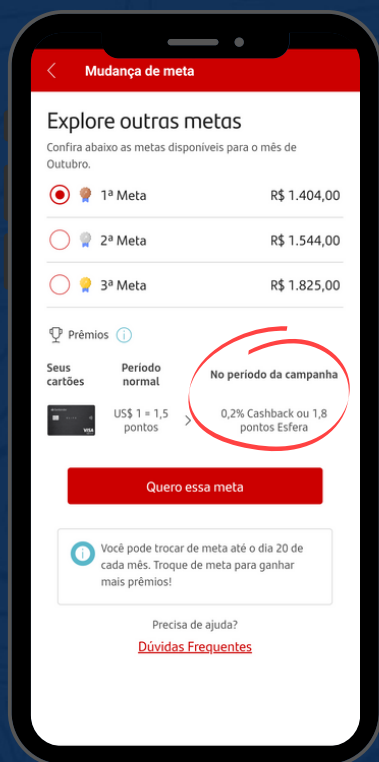 Mudança de meta
Explore outras metas
Confira abaixo as metas disponíveis para o mês de
Outubro.
1ª Meta R$ 1.404,00
2ª Meta R$ 1.544,00
3ª Meta R$ 1.825,00
Prêmios
Seus
cartões
Período
normal
No período da campanha
VISA
US$ 1 = 1,5
pontos
0,2% Cashback ou 1,8
pontos Esfera
Quero essa meta
Você pode trocar de meta até o dia 20 de
cada mês. Troque de meta para ganhar
mais prêmios!
Precisa de ajuda?
Dúvidas Frequentes